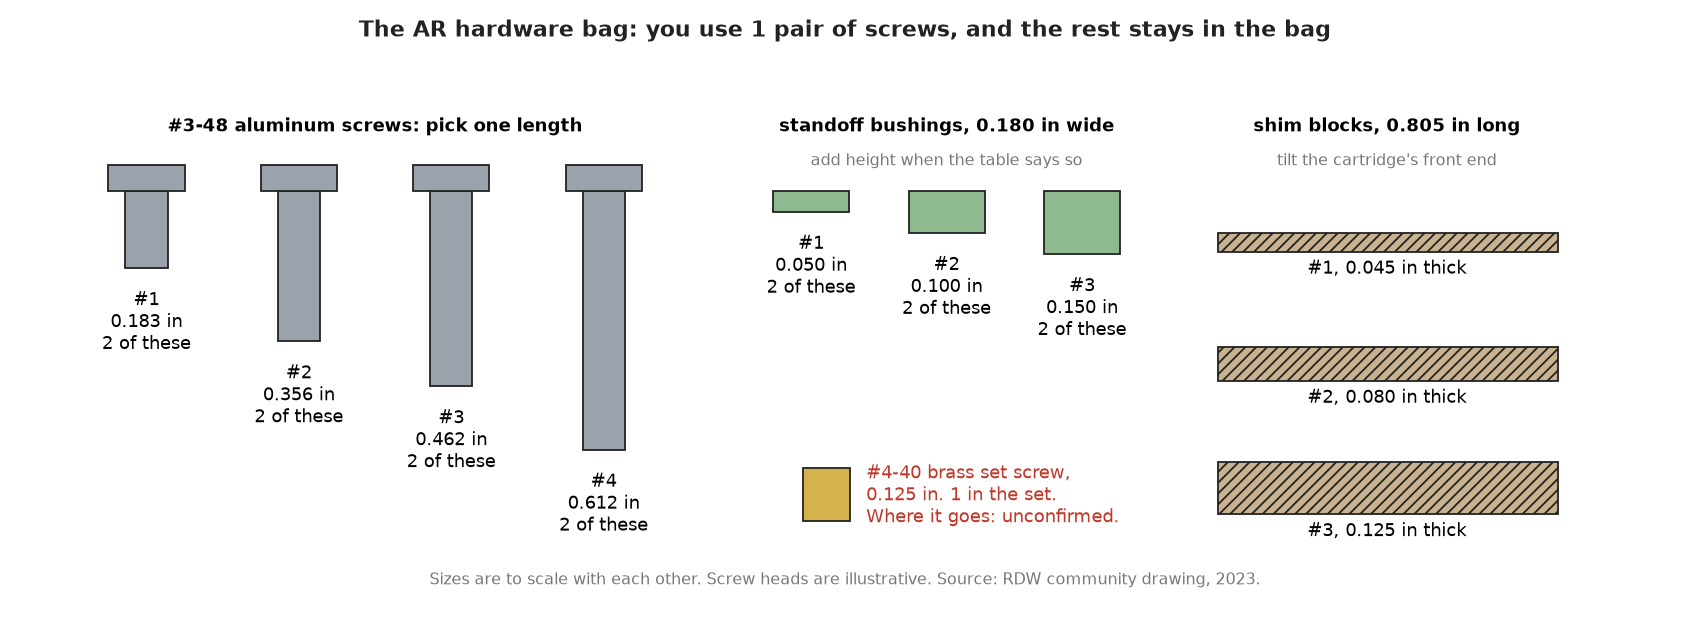 The AR hardware bag: you use 1 pair of screws, and the rest stays in the bag
#3-48 aluminum screws: pick one length
#1
0.183 in
2 of these
#2
0.356 in
2 of these
#3
0.462 in
2 of these
#4
0.612 in
2 of these
standoff bushings, 0.180 in wide
add height when the table says so
#1
0.050 in
2 of these
#2
0.100 in
2 of these
#3
0.150 in
2 of these
#4-40 brass set screw,
0.125 in. 1 in the set.
Where it goes: unconfirmed.
shim blocks, 0.805 in long
tilt the cartridge's front end
#1, 0.045 in thick
#2, 0.080 in thick
#3, 0.125 in thick
Sizes are to scale with each other. Screw heads are illustrative. Source: RDW community drawing, 2023.